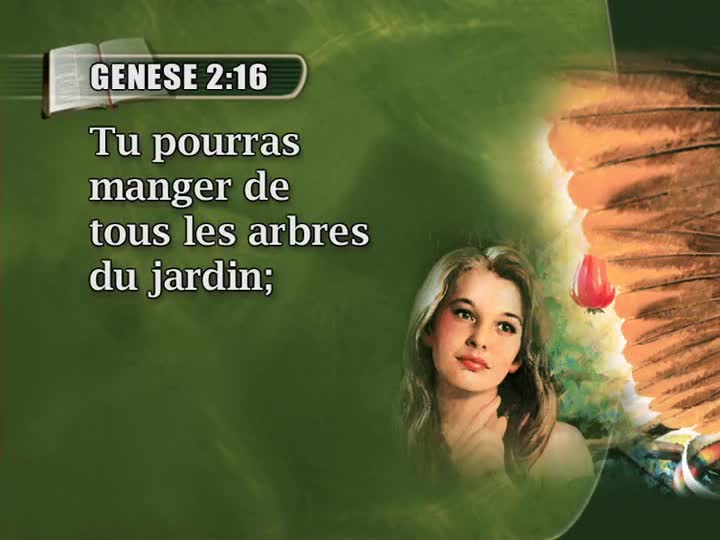 GENESE 2:16
Tu pourras
manger de
tous les arbres
du jardin;